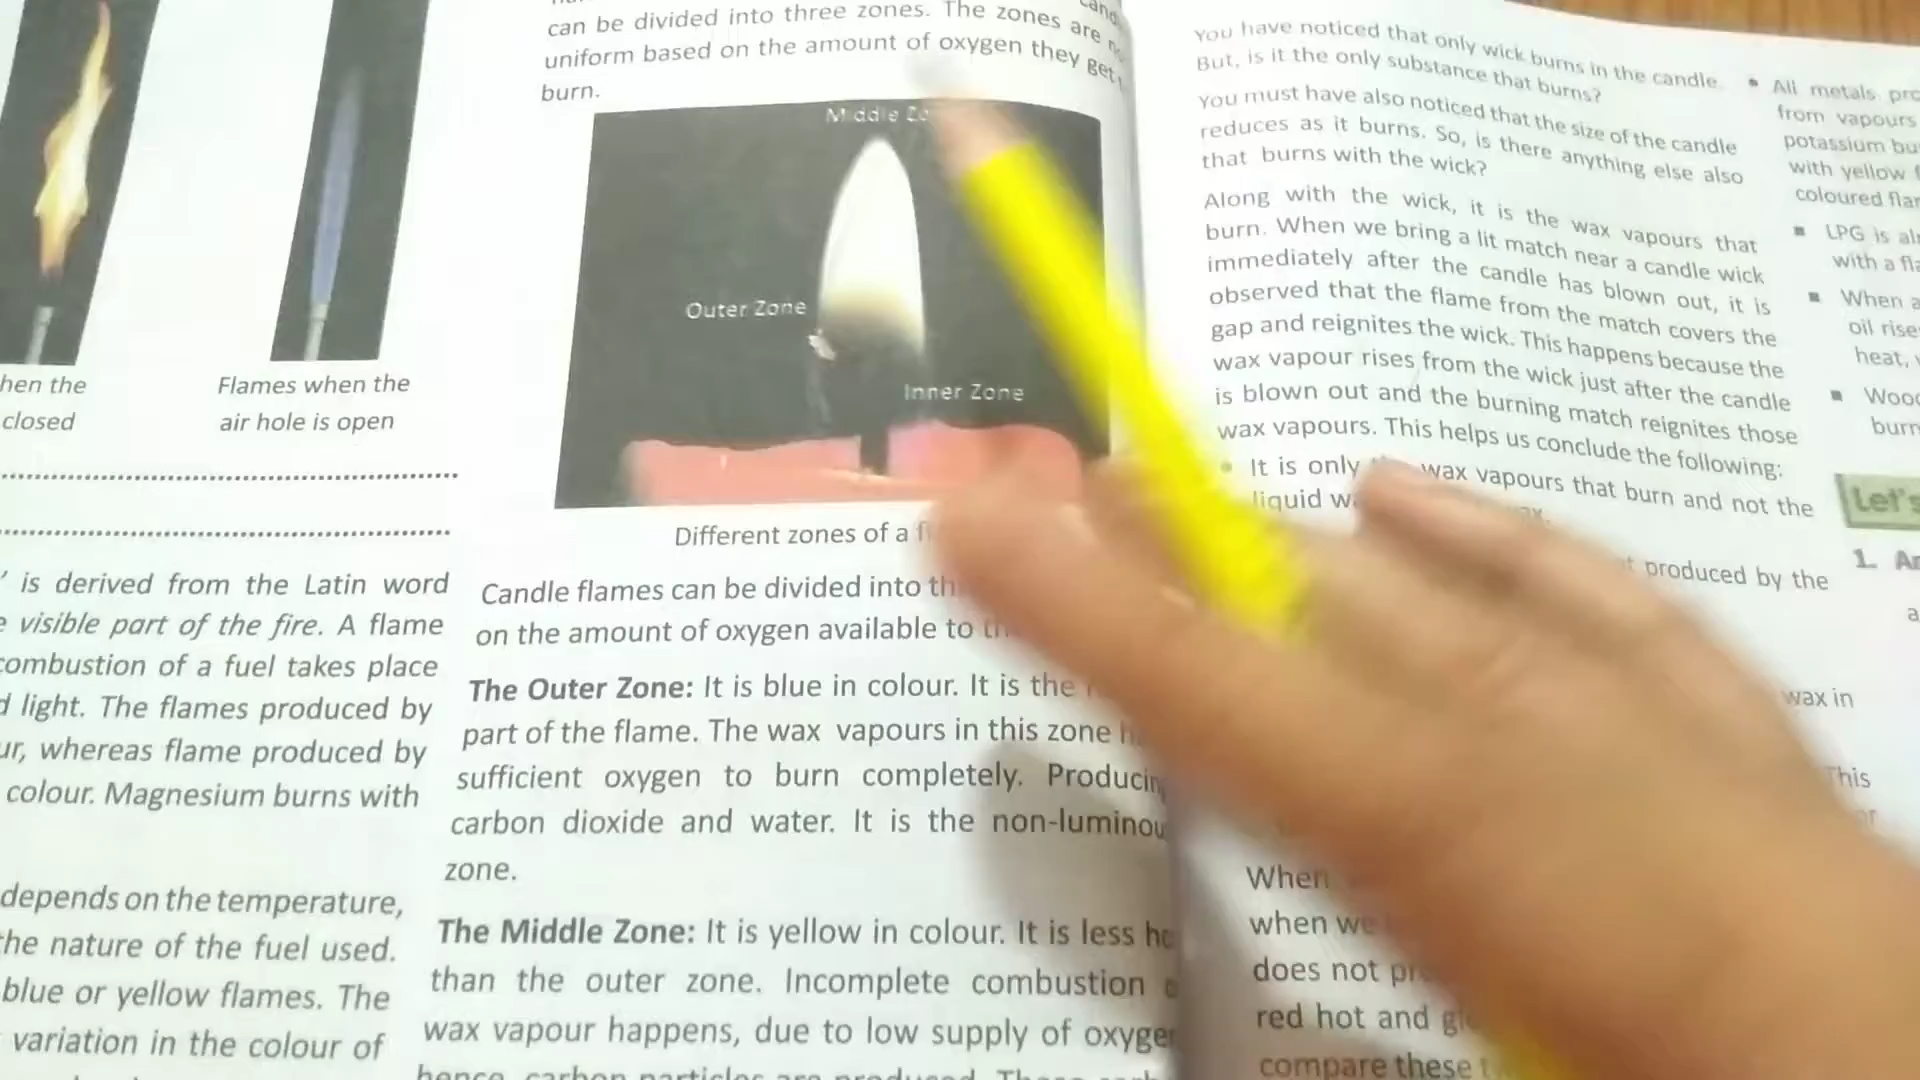 can be divided into three zones. The zones are
uniform based on the amount of oxygen they get
burn.
Middle
Outer Zone
Inner Zone
Different zones of a
hen the
closed
Flames when the
air hole is open
' is derived from the Latin word
visible part of the fire. A flame
combustion of a fuel takes place
d light. The flames produced by
ur, whereas flame produced by
colour. Magnesium burns with
depends on the temperature,
the nature of the fuel used.
blue or yellow flames. The
variation in the colour of
Candle flames can be divided into
on the amount of oxygen available to
The Outer Zone: It is blue in colour. It is the
part of the flame. The wax vapours in this zone
sufficient oxygen to burn completely. Producing
carbon dioxide and water. It is the non-luminou
zone.
The Middle Zone: It is yellow in colour. It is less
than the outer zone. Incomplete combustion
wax vapour happens, due to low supply of oxygen
hence, carbon particles are produced.
You have noticed that only wick burns in the candle.
But, is it the only substance that burns?
You must have also noticed that the size of the candle
reduces as it burns. So, is there anything else also
that burns with the wick?
Along with the wick, it is the wax vapours that
burn. When we bring a lit match near a candle wick
immediately after the candle has blown out, it is
observed that the flame from the match covers the
gap and reignites the wick. This happens because the
wax vapour rises from the wick just after the candle
is blown out and the burning match reignites those
wax vapours. This helps us conclude the following:
• It is only wax vapours that burn and not the
liquid
produced by the
wax in
This
When
when we
does not
red hot and
compare these
• All metals
from vapours
potassium
with yellow
coloured
▪ LPG is
with a
▪ When
oil
heat,
▪
burn
Let's
1.